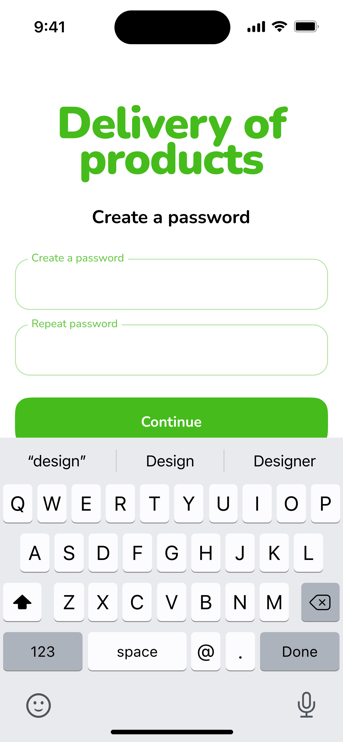 9:41
Delivery of
products
Create a password
Create a password
Repeat password
Continue
“design” Design Designer
Q W E R T Y U I O P
A S D F G H J K L
Z X C V B N M
123 space @ . Done